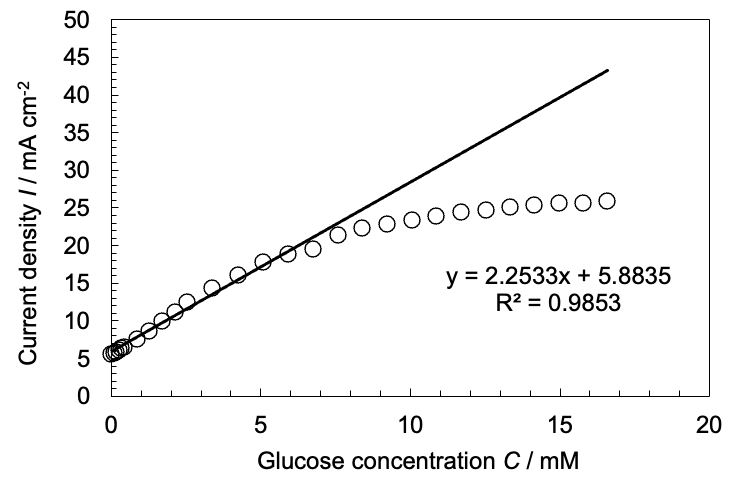 50
45
40
35
30
25
20
15
10
5
0
Current density I / mA cm⁻²
y = 2.2533x + 5.8835
R² = 0.9853
0 5 10 15 20
Glucose concentration C / mM